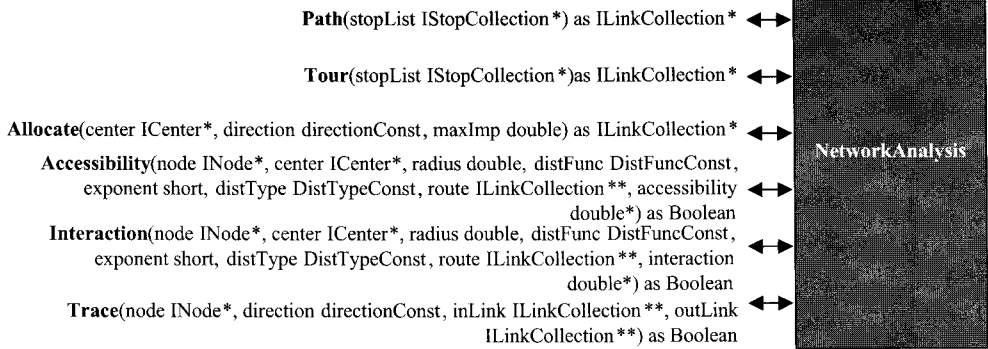 Path(stopList IStopCollection*) as ILinkCollection*
Tour(stopList IStopCollection*)as ILinkCollection*
Allocate(center ICenter*, direction directionConst, maxImp double) as ILinkCollection*
NetworkAnalysis
Accessibility(node INode*, center ICenter*, radius double, distFunc DistFuncConst,
exponent short, distType DistTypeConst, route ILinkCollection**, accessibility
double*) as Boolean
Interaction(node INode*, center ICenter*, radius double, distFunc DistFuncConst,
exponent short, distType DistTypeConst, route ILinkCollection**, interaction
double*) as Boolean
Trace(node INode*, direction directionConst, inLink ILinkCollection**, outLink
ILinkCollection**) as Boolean